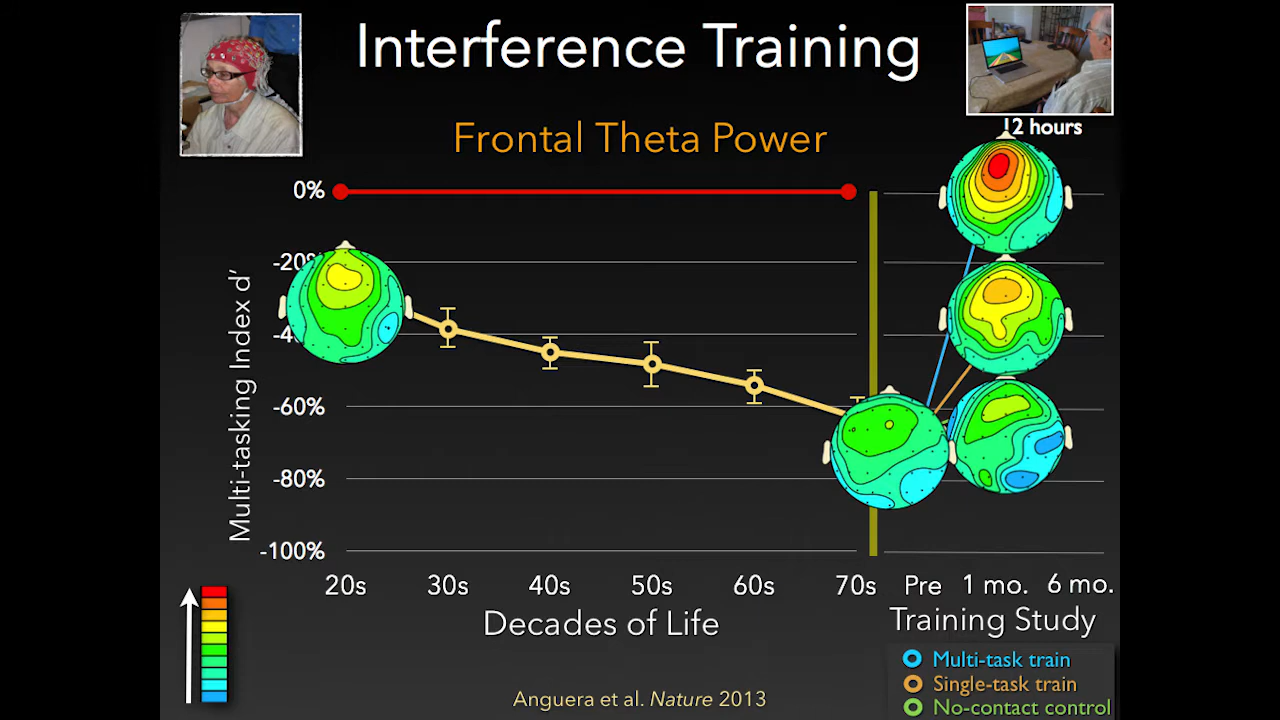 Interference Training
Frontal Theta Power
12 hours
0%
-20%
-4
-60%
-80%
-100%
Multi-tasking Index d′
20s 30s 40s 50s 60s 70s Pre 1 mo. 6 mo.
Decades of Life
Training Study
Multi-task train
Single-task train
No-contact control
Anguera et al. Nature 2013